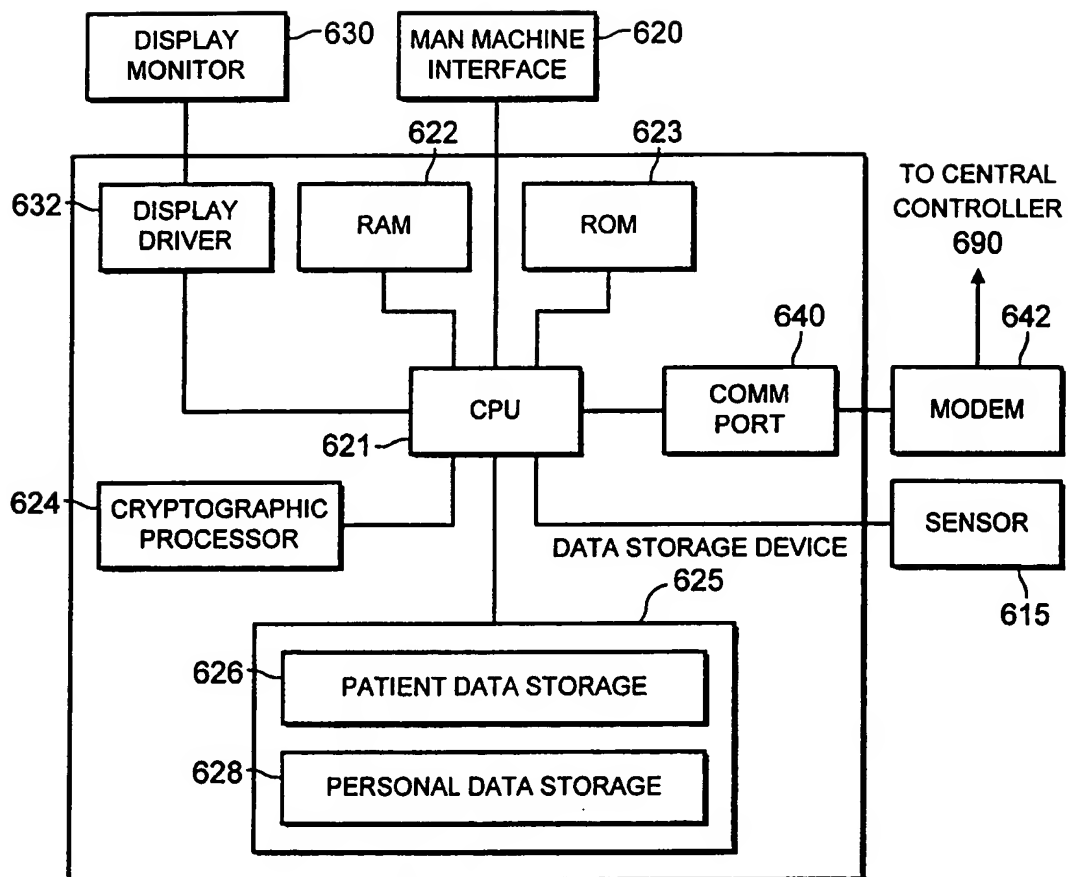 DISPLAY
MONITOR
630
MAN MACHINE
INTERFACE
620
622
623
632
DISPLAY
DRIVER
RAM
ROM
TO CENTRAL
CONTROLLER
690
640
642
CPU
621
COMM
PORT
MODEM
624
CRYPTOGRAPHIC
PROCESSOR
SENSOR
615
DATA STORAGE DEVICE
625
626
PATIENT DATA STORAGE
628
PERSONAL DATA STORAGE